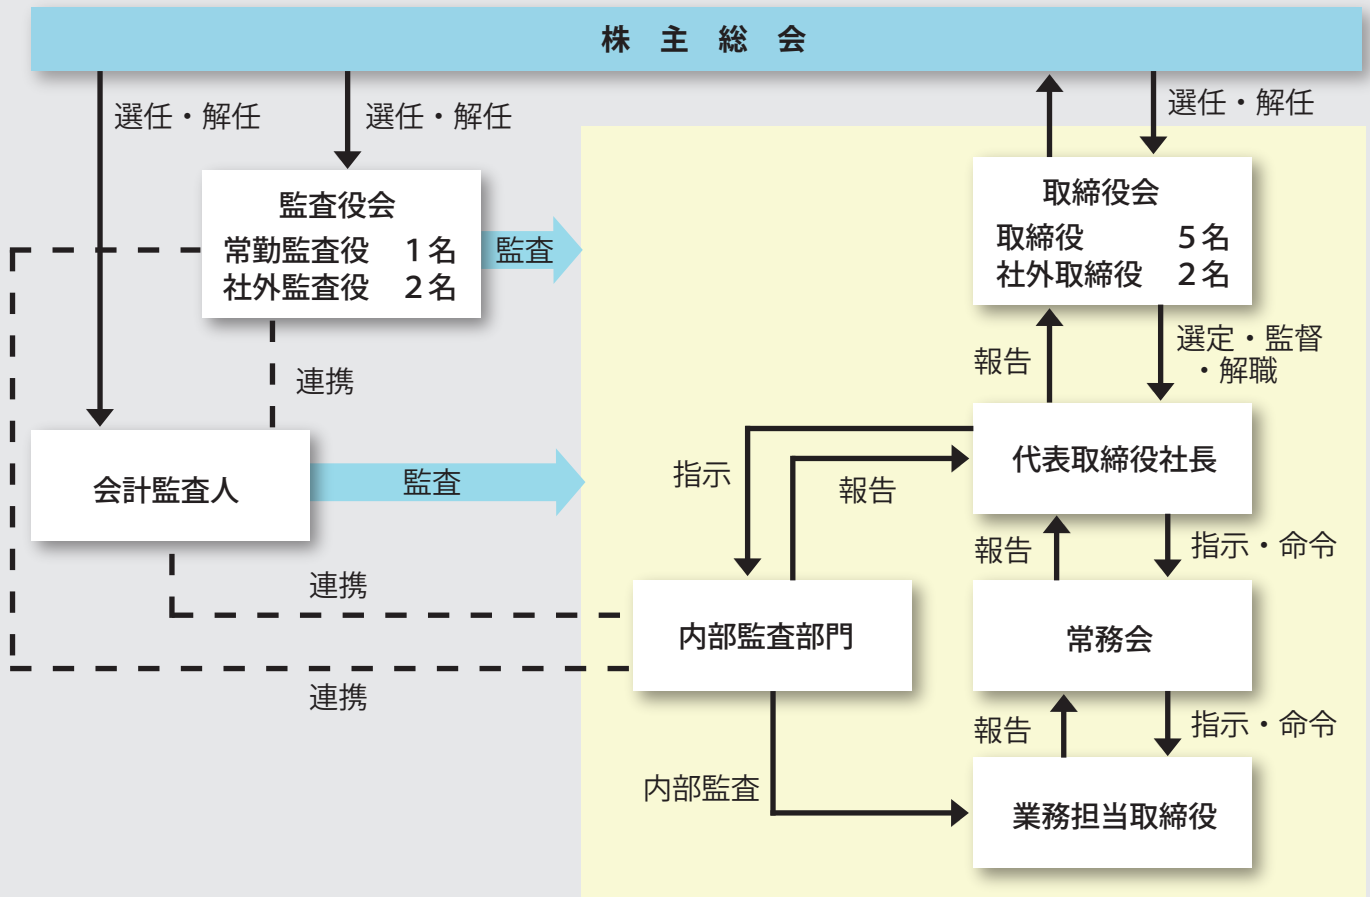 株 主 総 会
選任・解任
選任・解任
選任・解任
監査役会
常勤監査役 1名
社外監査役 2名
監査
取締役会
取締役 5名
社外取締役 2名
連携
報告
選定・監督
・解職
会計監査人
監査
指示
報告
代表取締役社長
報告
指示・命令
連携
内部監査部門
常務会
連携
報告
指示・命令
内部監査
業務担当取締役